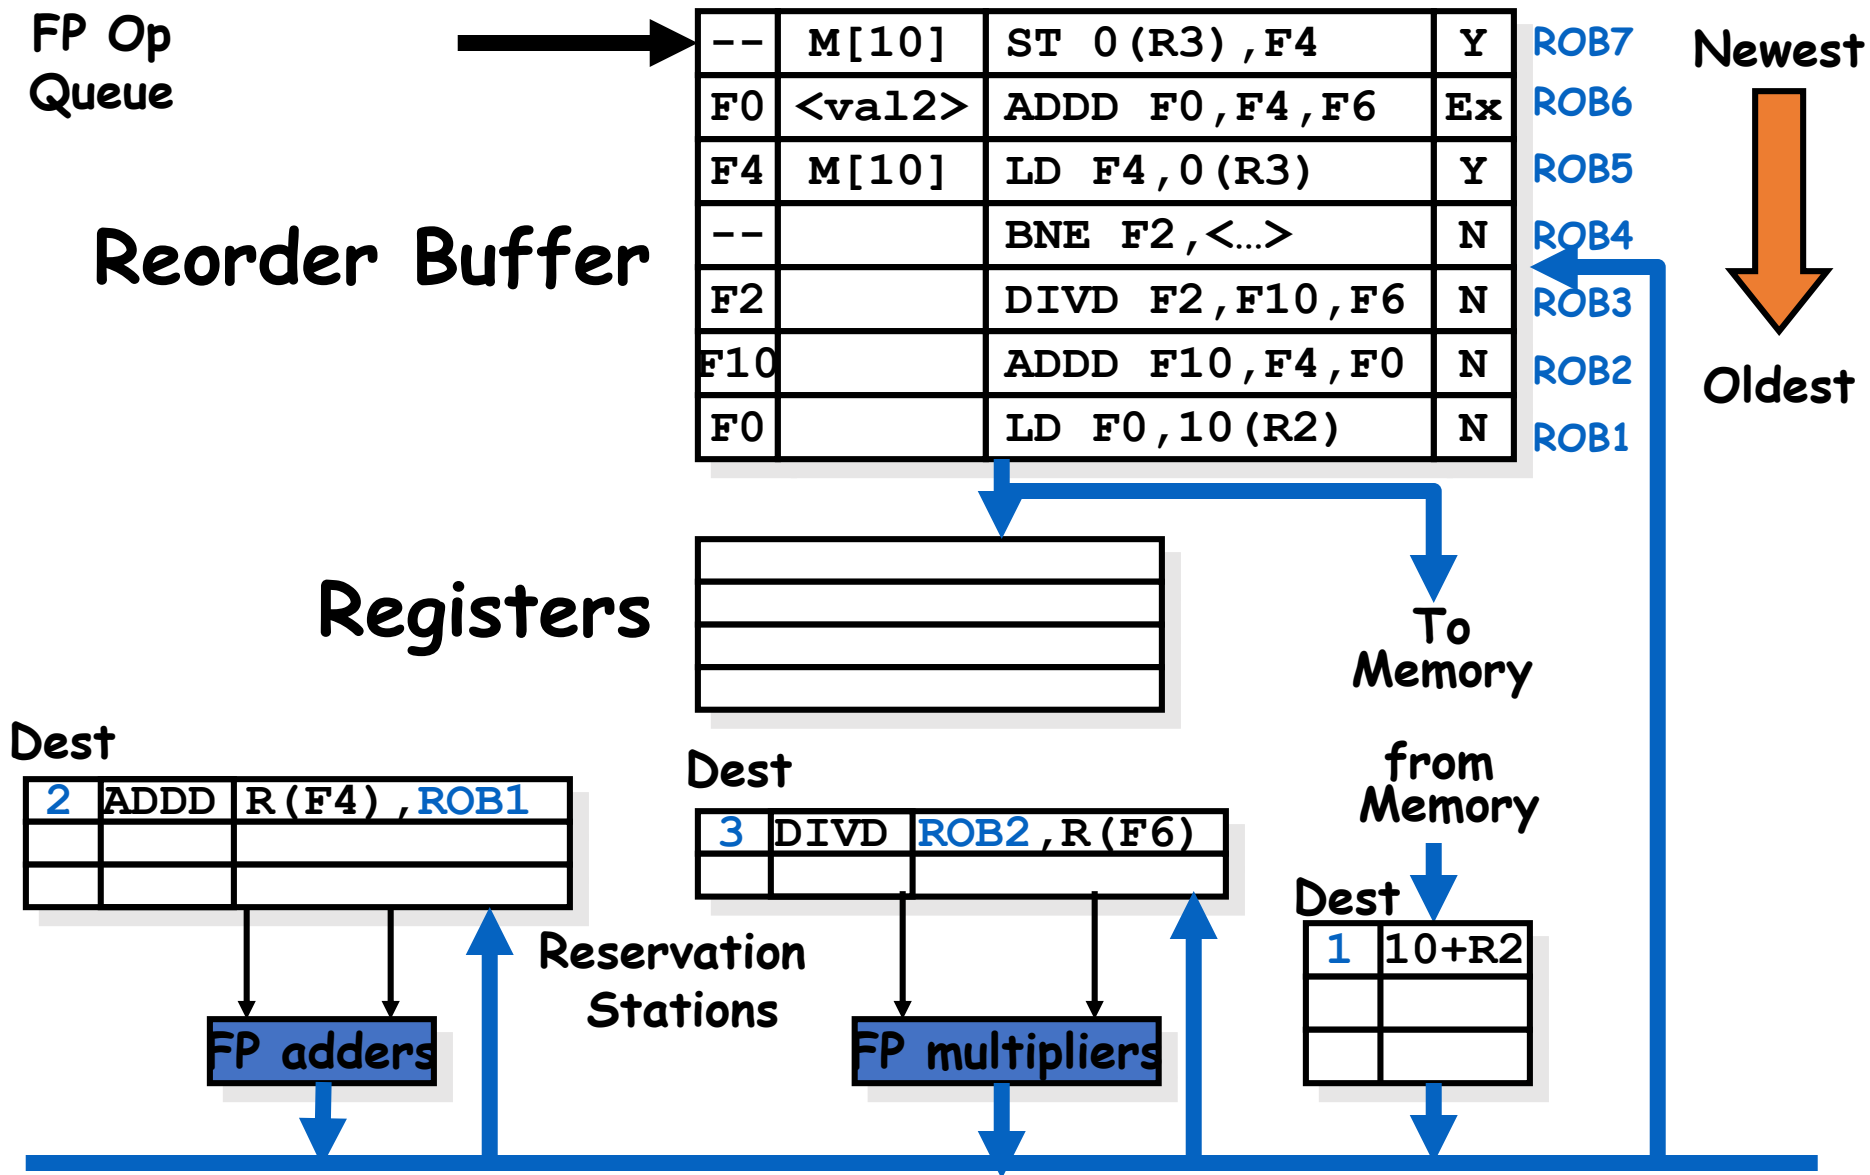 FP Op
Queue
-- M[10] ST 0(R3),F4 Y ROB7
F0 <val2> ADDD F0,F4,F6 Ex ROB6
F4 M[10] LD F4,0(R3) Y ROB5
-- BNE F2,<…> N ROB4
F2 DIVD F2,F10,F6 N ROB3
F10 ADDD F10,F4,F0 N ROB2
F0 LD F0,10(R2) N ROB1
Newest
Oldest
Reorder Buffer
Registers
To
Memory
from
Memory
Dest
2 ADDD R(F4),ROB1
Dest
3 DIVD ROB2,R(F6)
Dest
1 10+R2
Reservation
Stations
FP adders
FP multipliers